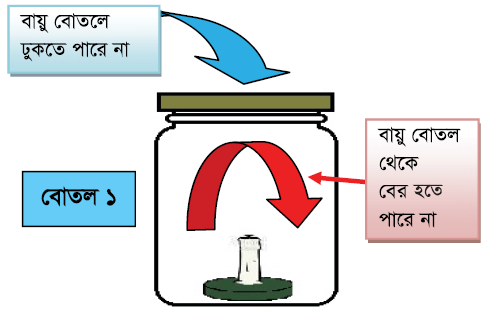 বায়ু বোতলে
ঢুকতে পারে না
বায়ু বোতল
থেকে
বের হতে
পারে না
বোতল ১